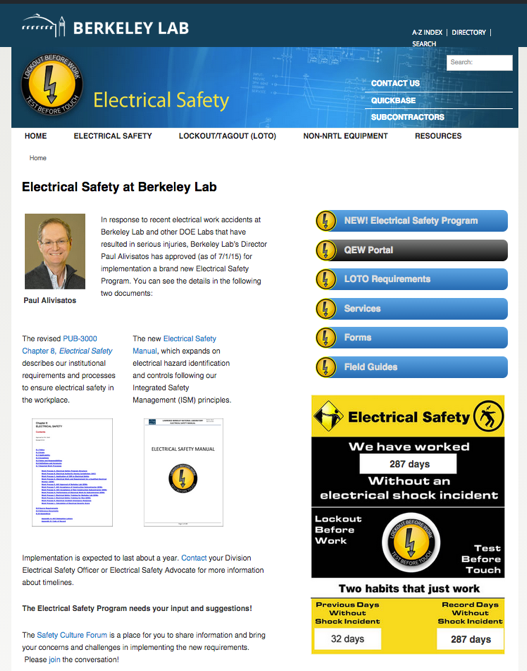 BERKELEY LAB
A-Z INDEX | DIRECTORY |
SEARCH
LOCKOUT BEFORE WORK
TEST BEFORE TOUCH
Electrical Safety
Search:
CONTACT US
QUICKBASE
SUBCONTRACTORS
HOME ELECTRICAL SAFETY LOCKOUT/TAGOUT (LOTO) NON-NRTL EQUIPMENT RESOURCES
Home
Electrical Safety at Berkeley Lab
In response to recent electrical work accidents at
Berkeley Lab and other DOE Labs that have
resulted in serious injuries, Berkeley Lab's Director
Paul Alivisatos has approved (as of 7/1/15) for
implementation a brand new Electrical Safety
Program. You can see the details in the following
two documents:
Paul Alivisatos
The revised PUB-3000
Chapter 8, Electrical Safety
describes our institutional
requirements and processes
to ensure electrical safety in
the workplace.
The new Electrical Safety
Manual, which expands on
electrical hazard identification
and controls following our
Integrated Safety
Management (ISM) principles.
ELECTRICAL SAFETY MANUAL
Implementation is expected to last about a year. Contact your Division
Electrical Safety Officer or Electrical Safety Advocate for more information
about timelines.
The Electrical Safety Program needs your input and suggestions!
The Safety Culture Forum is a place for you to share information and bring
your concerns and challenges in implementing the new requirements.
Please join the conversation!
NEW! Electrical Safety Program
QEW Portal
LOTO Requirements
Services
Forms
Field Guides
Electrical Safety
We have worked
287 days
Without an
electrical shock incident
Lockout
Before
Work
LOCKOUT BEFORE WORK
TEST BEFORE TOUCH
Test
Before
Touch
Two habits that just work
Previous Days
Without
Shock Incident
32 days
Record Days
Without
Shock Incident
287 days